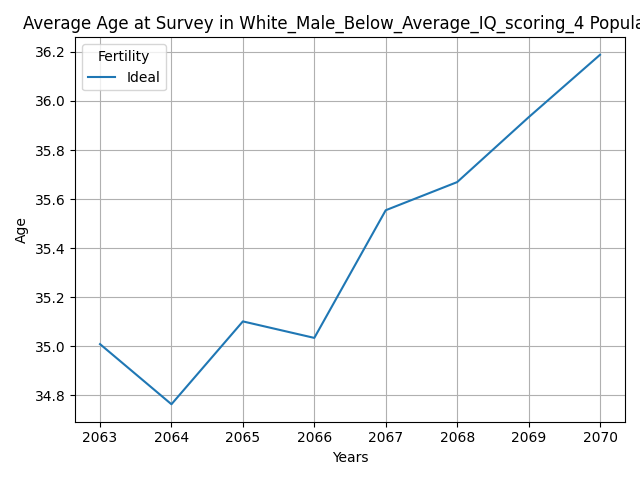 Average Age at Survey in White_Male_Below_Average_IQ_scoring_4 Popula
Fertility
Ideal
36.2
36.0
35.8
35.6
35.4
35.2
35.0
34.8
Age
2063 2064 2065 2066 2067 2068 2069 2070
Years